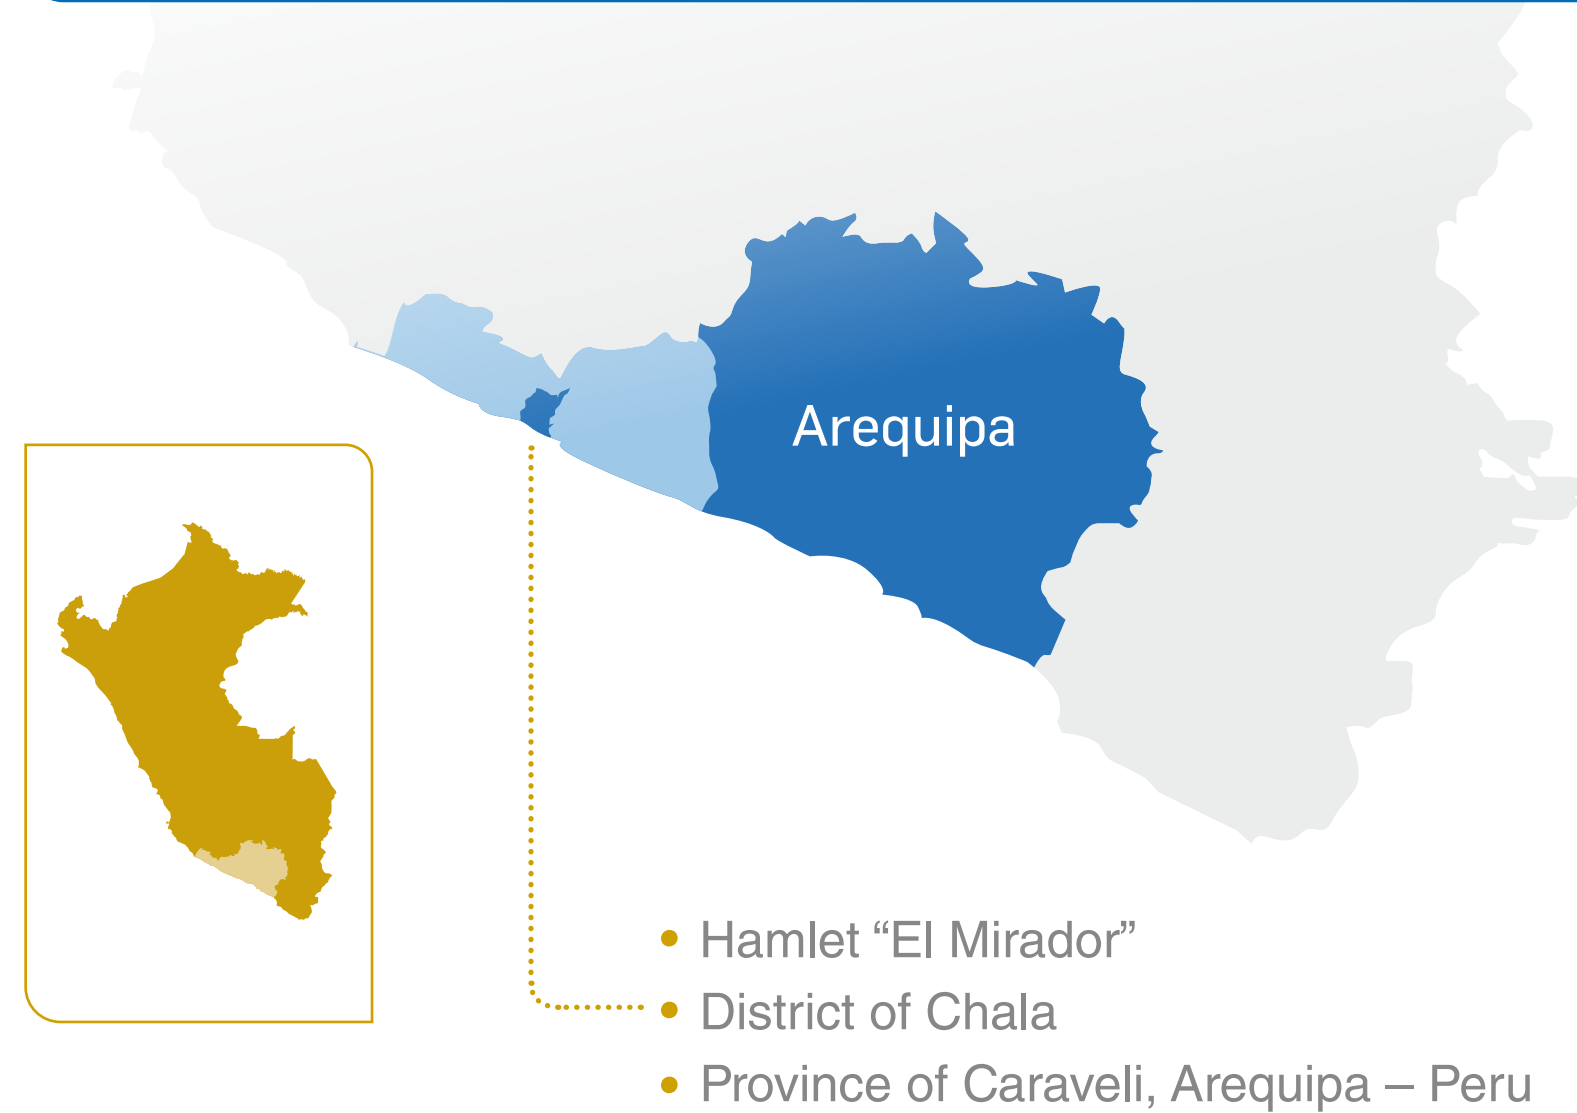 Arequipa
• Hamlet “El Mirador”
• District of Chala
• Province of Caraveli, Arequipa – Peru